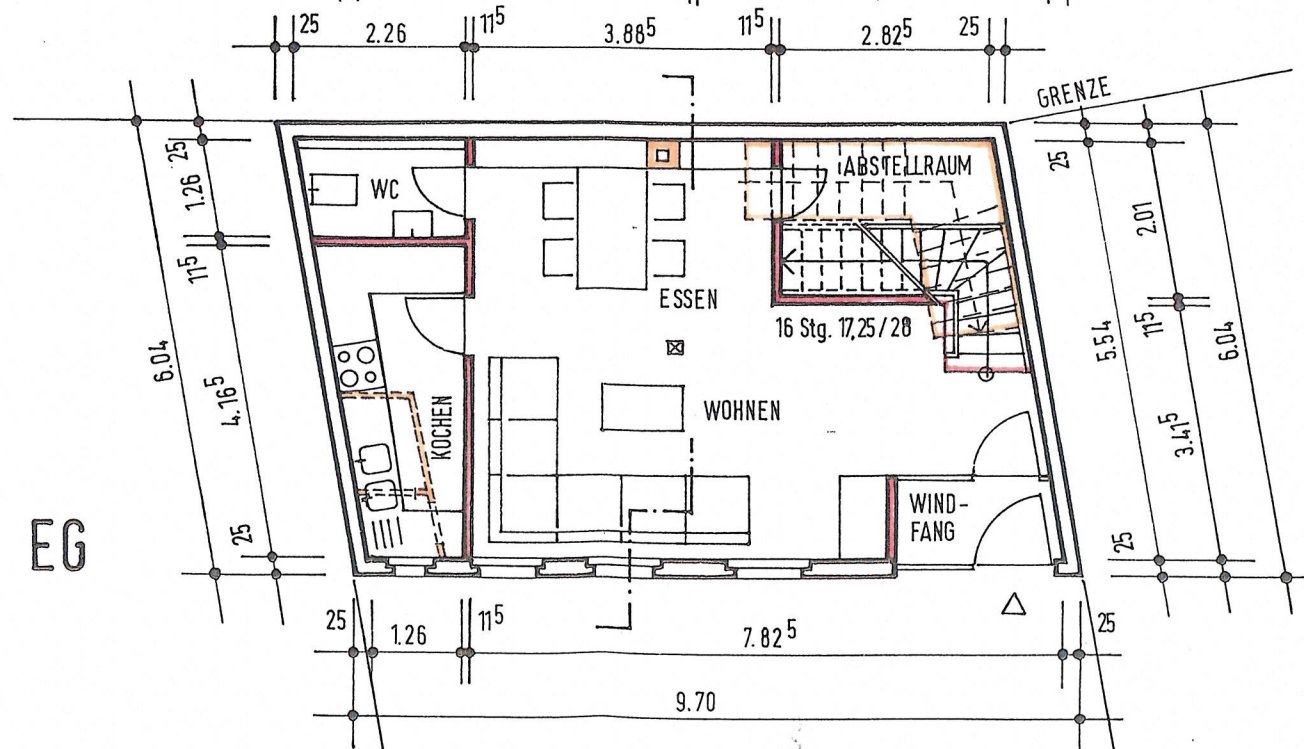 25 2.26 11⁵ 3.88⁵ 11⁵ 2.82⁵ 25
GRENZE
25 1.26 11⁵ 4.16⁵ 25
6.04
WC
ABSTELLRAUM
ESSEN
16 Stg. 17,25/28
KOCHEN
WOHNEN
WIND-
FANG
25 2.01 11⁵ 3.41⁵ 25
5.54
6.04
EG
25 1.26 11⁵ 7.82⁵ 25
9.70